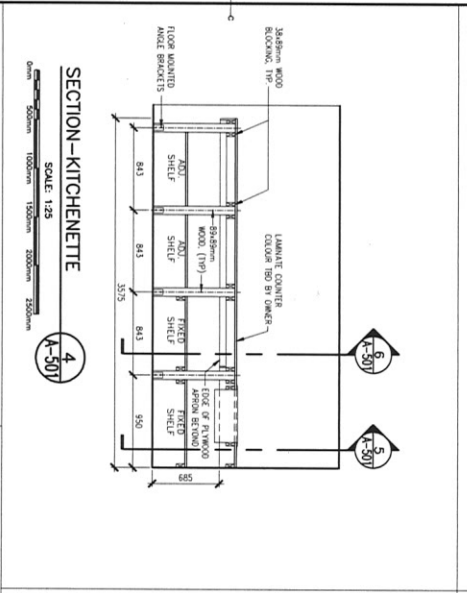 38x89mm WOOD
BLOCKING, TYP.
LAMINATE COUNTER
COLOUR TBD BY OWNER
6
A-501
5
A-501
89x89mm
WOOD, (TYP)
EDGE OF PLYWOOD
APRON BEYOND
ADJ.
SHELF
ADJ.
SHELF
FIXED
SHELF
FIXED
SHELF
685
FLOOR MOUNTED
ANGLE BRACKETS
843
843
843
950
3575
SECTION-KITCHENETTE
SCALE: 1:25
4
A-501
0mm 500mm 1000mm 1500mm 2000mm 2500mm